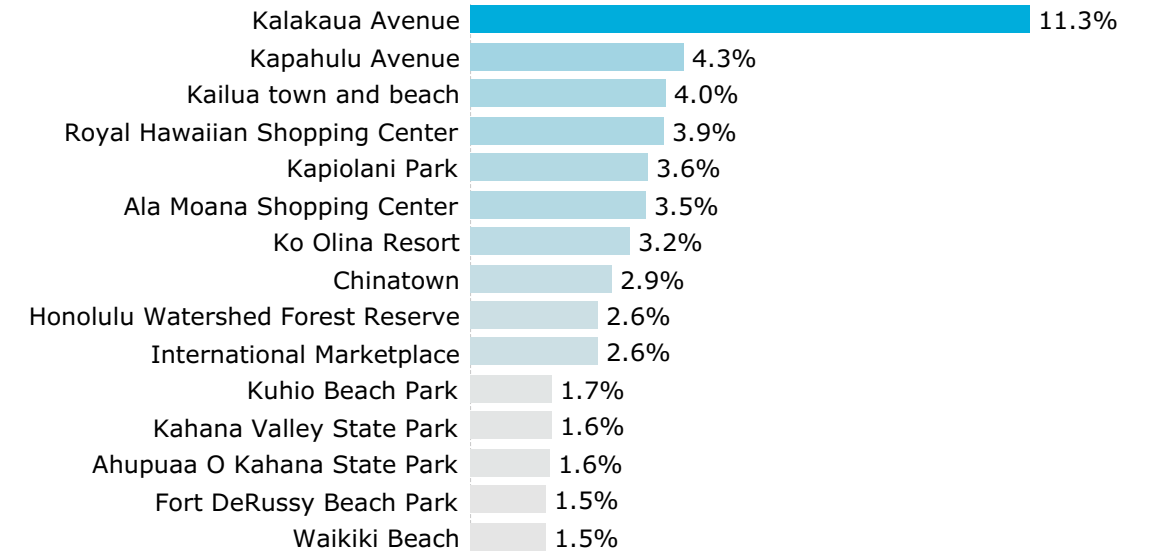 Kalakaua Avenue 11.3%
Kapahulu Avenue 4.3%
Kailua town and beach 4.0%
Royal Hawaiian Shopping Center 3.9%
Kapiolani Park 3.6%
Ala Moana Shopping Center 3.5%
Ko Olina Resort 3.2%
Chinatown 2.9%
Honolulu Watershed Forest Reserve 2.6%
International Marketplace 2.6%
Kuhio Beach Park 1.7%
Kahana Valley State Park 1.6%
Ahupuaa O Kahana State Park 1.6%
Fort DeRussy Beach Park 1.5%
Waikiki Beach 1.5%